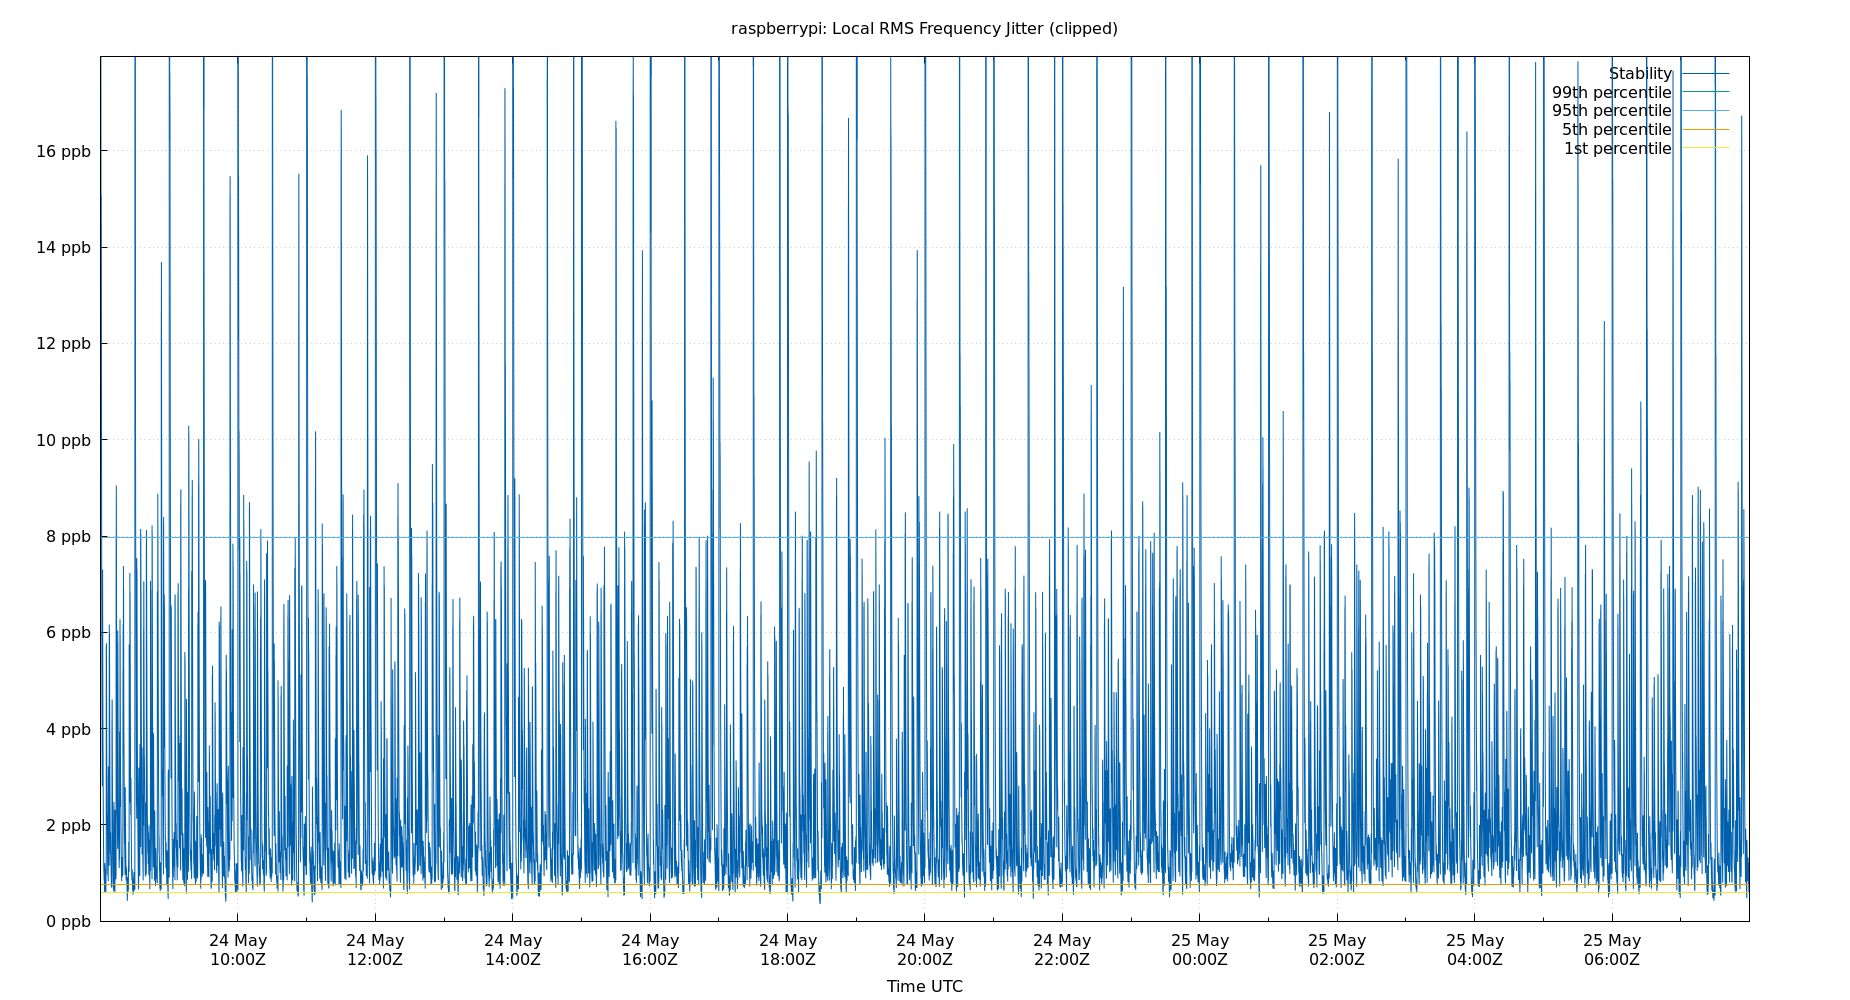 raspberrypi: Local RMS Frequency Jitter (clipped)
Stability
99th percentile
95th percentile
5th percentile
1st percentile
16 ppb
14 ppb
12 ppb
10 ppb
8 ppb
6 ppb
4 ppb
2 ppb
0 ppb
24 May 24 May 24 May 24 May 24 May 24 May 24 May 25 May 25 May 25 May 25 May
10:00Z 12:00Z 14:00Z 16:00Z 18:00Z 20:00Z 22:00Z 00:00Z 02:00Z 04:00Z 06:00Z
Time UTC